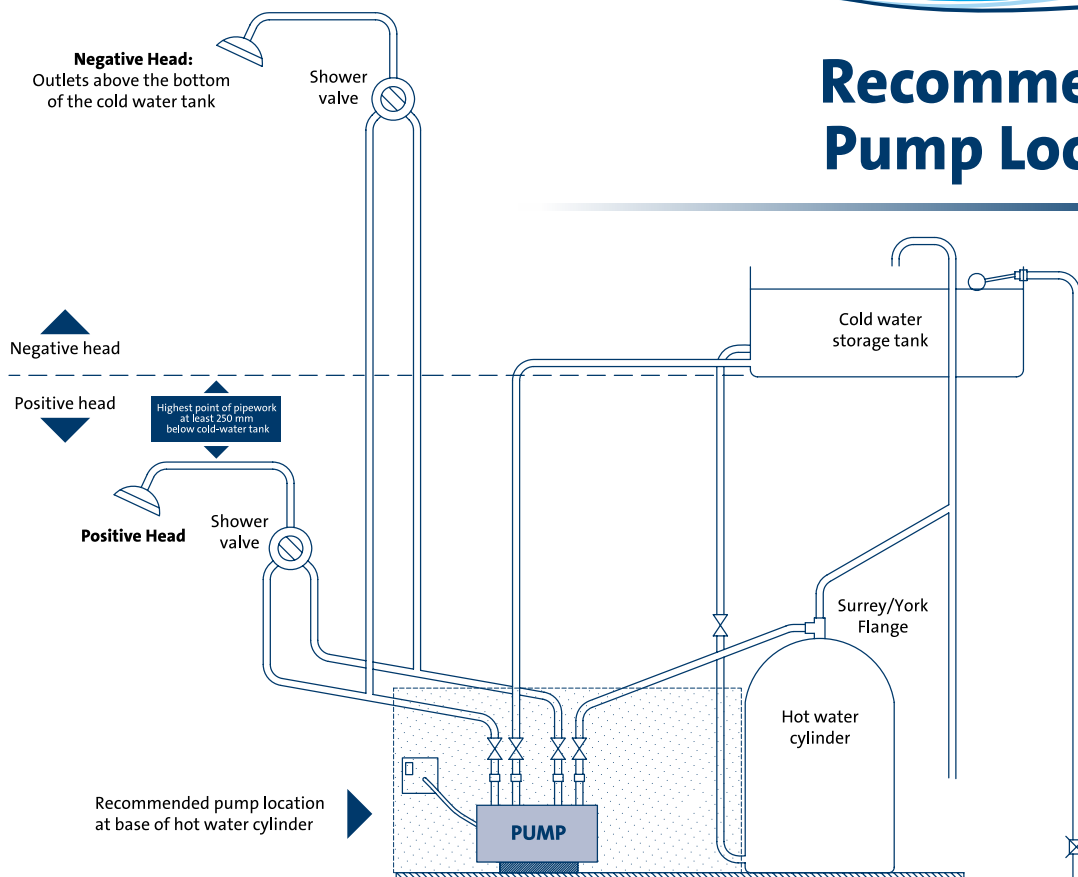 Recomme
Pump Loc
Negative Head:
Outlets above the bottom
of the cold water tank
Shower
valve
Cold water
storage tank
Negative head
Positive head
Highest point of pipework
at least 250 mm
below cold-water tank
Positive Head
Shower
valve
Surrey/York
Flange
Hot water
cylinder
Recommended pump location
at base of hot water cylinder
PUMP